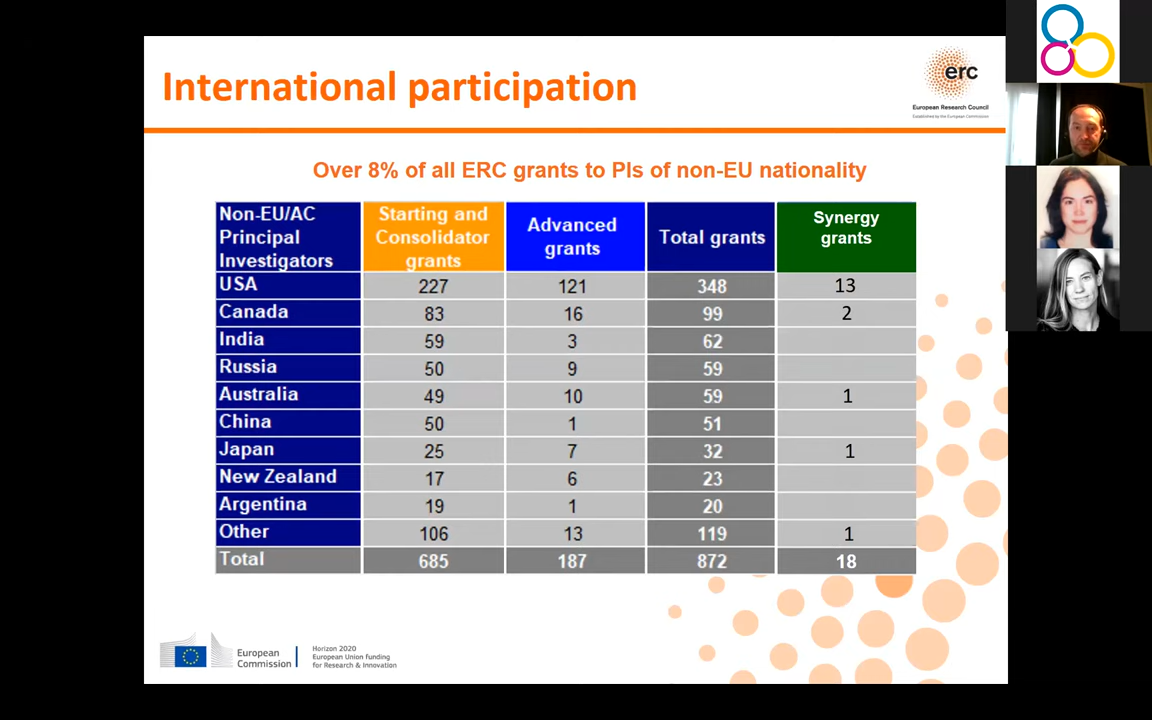 International participation
erc
European Research Council
Established by the European Commission
Over 8% of all ERC grants to PIs of non-EU nationality
Non-EU/AC Principal Investigators
Starting and Consolidator grants
Advanced grants
Total grants
Synergy grants
USA 227 121 348 13
Canada 83 16 99 2
India 59 3 62
Russia 50 9 59
Australia 49 10 59 1
China 50 1 51
Japan 25 7 32 1
New Zealand 17 6 23
Argentina 19 1 20
Other 106 13 119 1
Total 685 187 872 18
European
Commission
Horizon 2020
European Union funding
for Research & Innovation